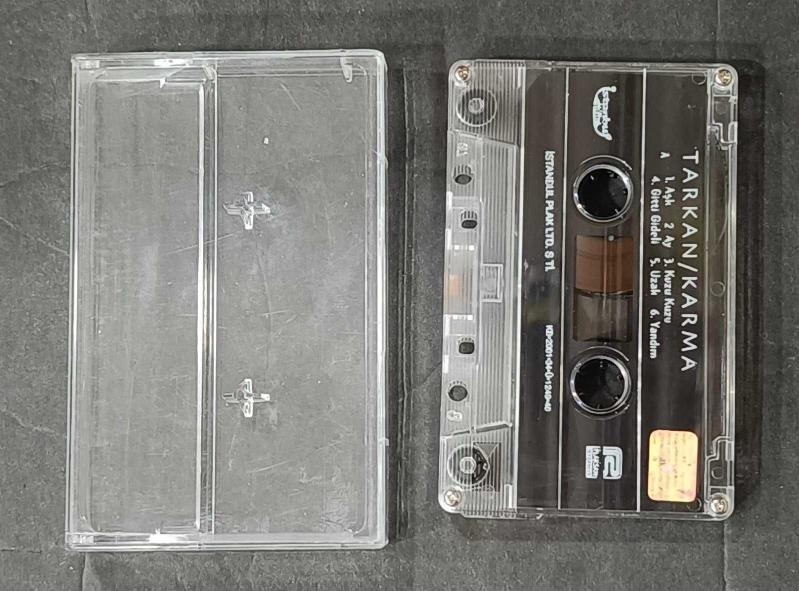 TARKAN/KARMA
A 1. Aşk 2 Ay 3. Kuzu Kuzu
4. Gitti Gideli 5. Uzak 6. Yandım
İSTANBUL PLAK LTD. ŞTİ.